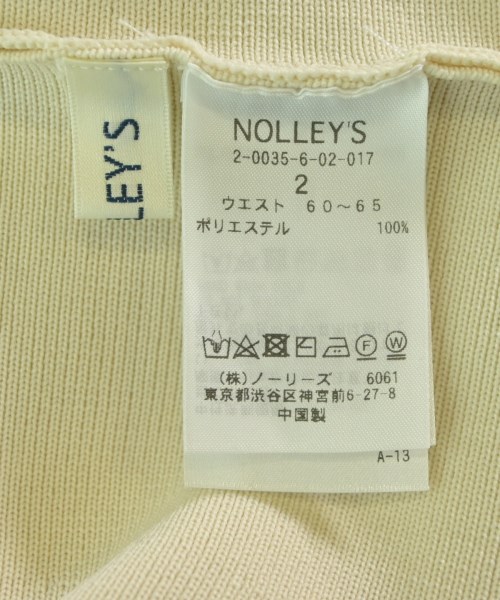 LEY'S
NOLLEY'S
2-0035-6-02-017
2
ウエスト 60～65
ポリエステル 100%
F W
(株)ノーリーズ 6061
東京都渋谷区神宮前6-27-8
中国製
A-13